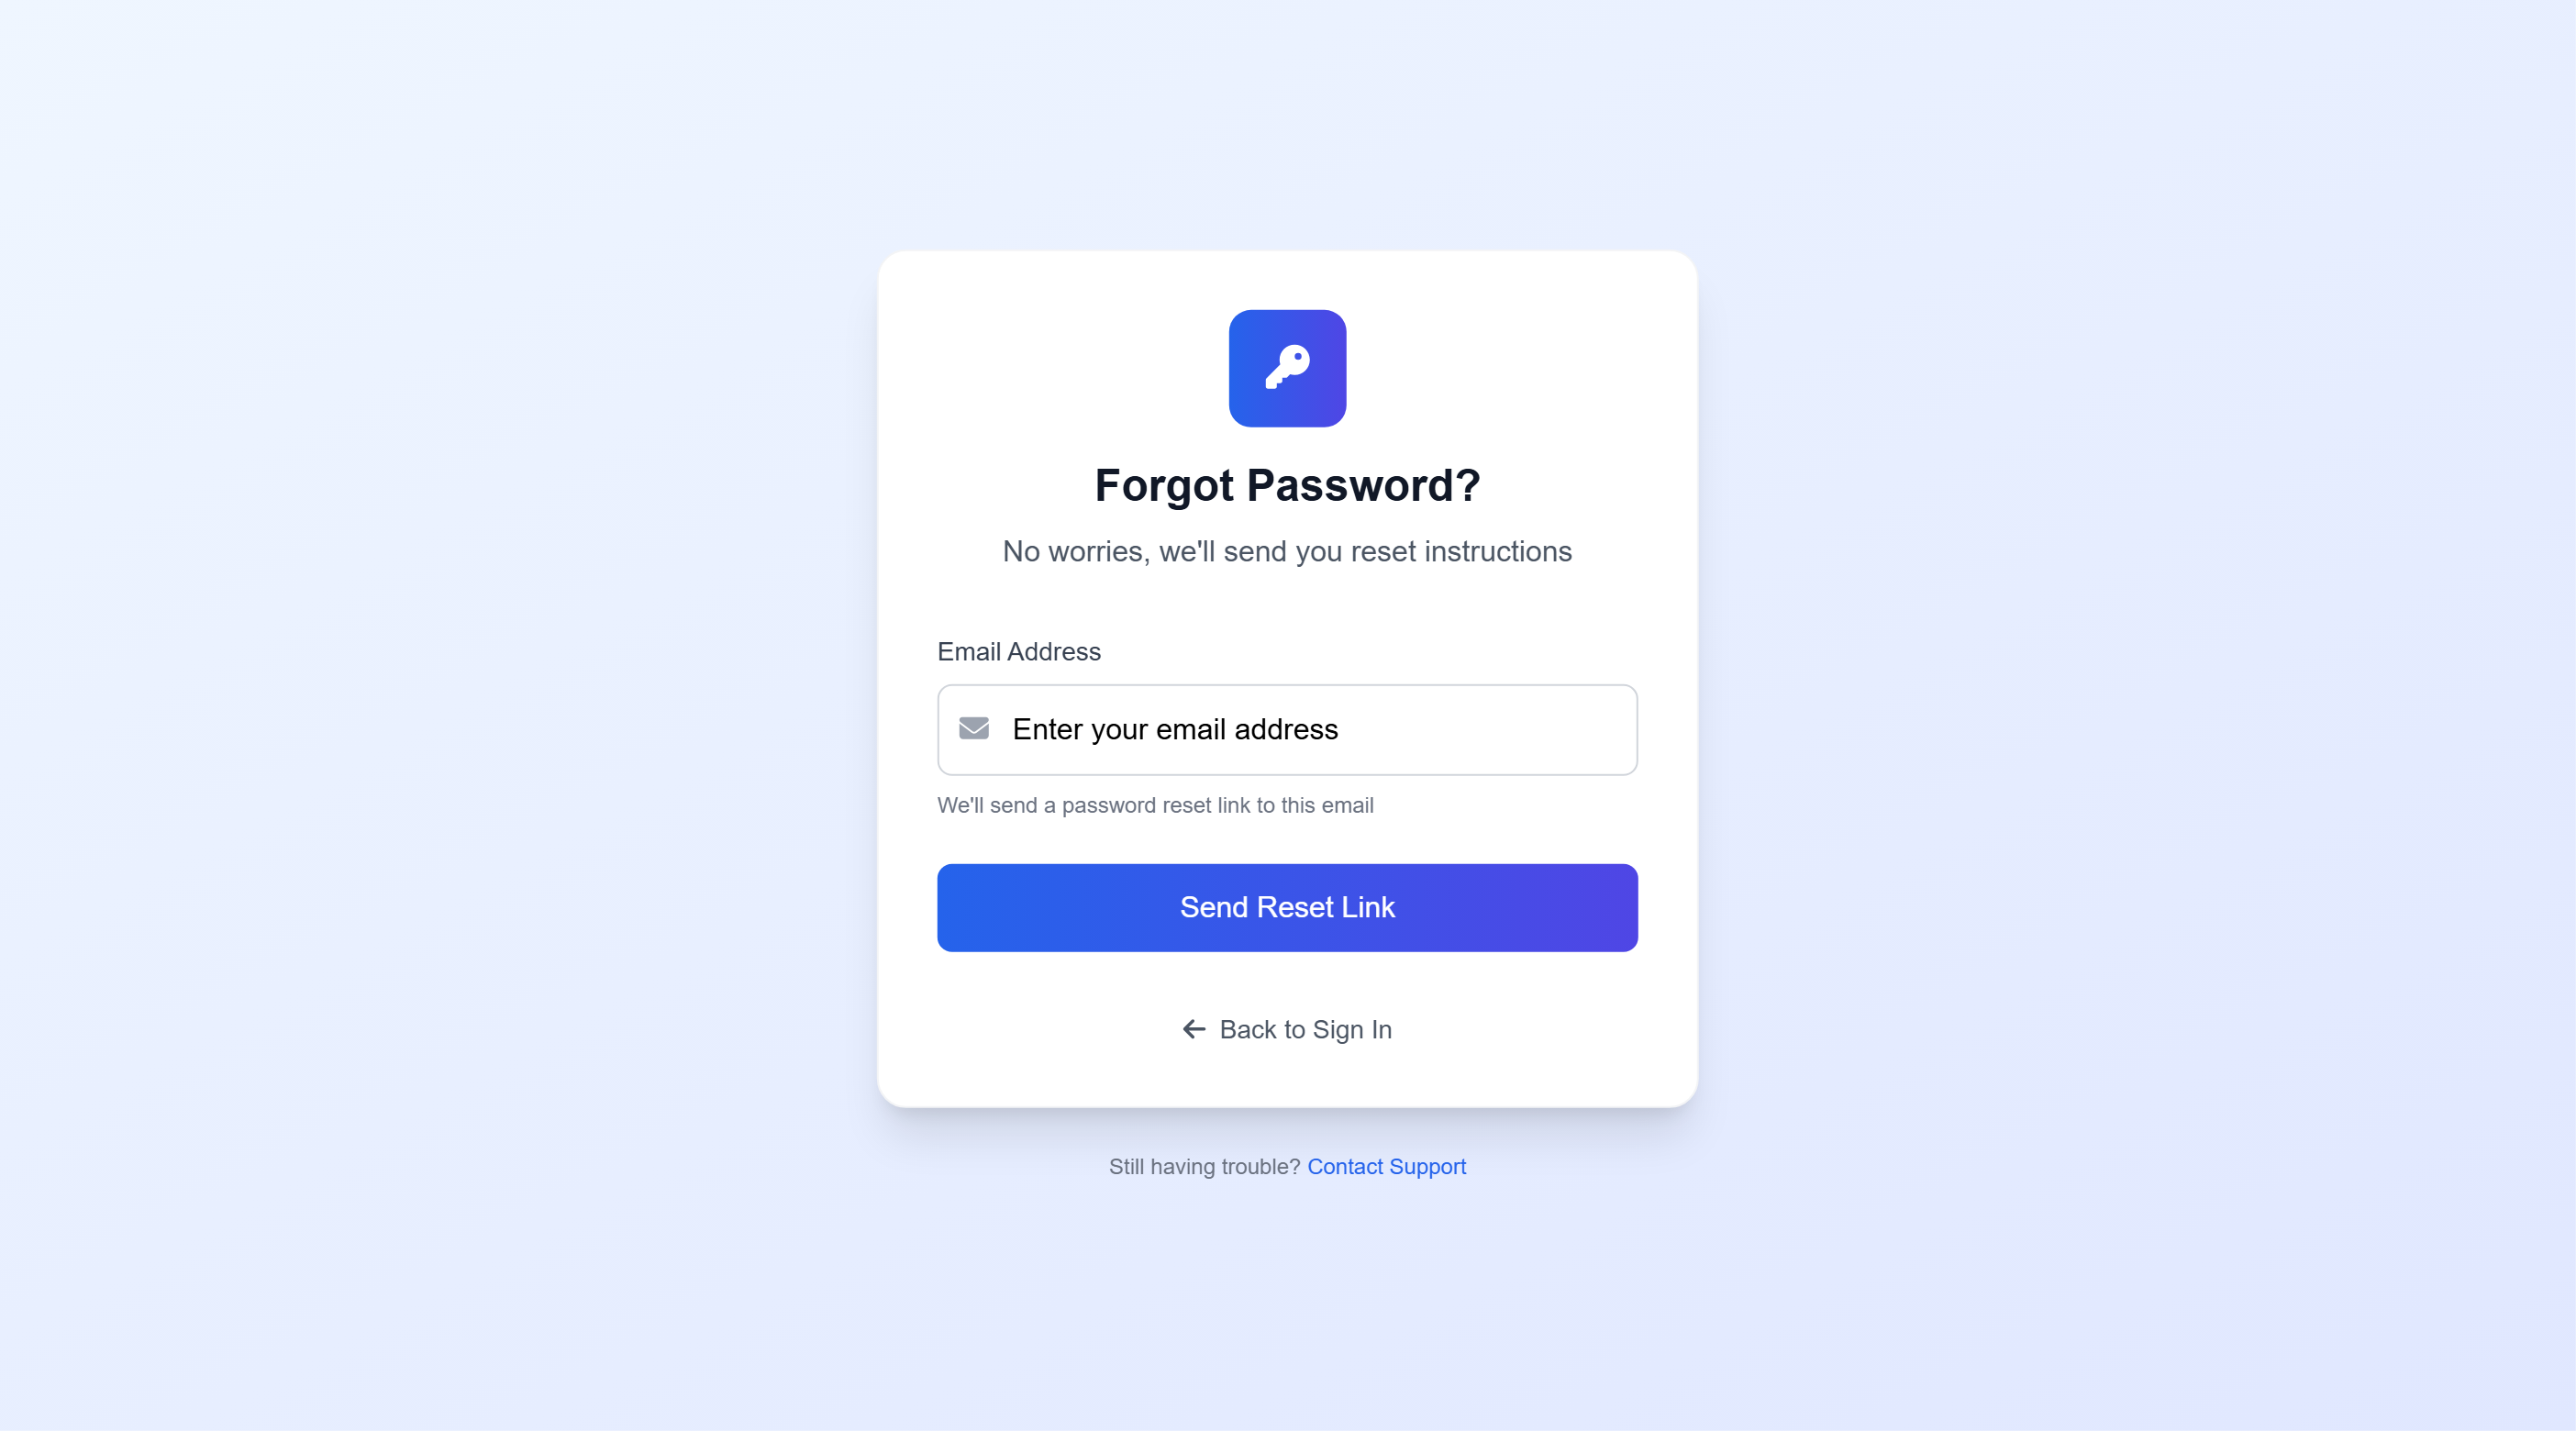 Forgot Password?
No worries, we'll send you reset instructions
Email Address
Enter your email address
We'll send a password reset link to this email
Send Reset Link
Back to Sign In
Still having trouble? Contact Support